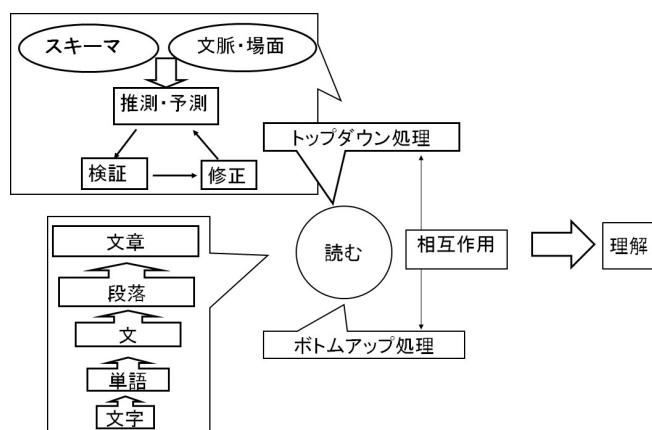 スキーマ
文脈・場面
推測・予測
検証
修正
トップダウン処理
文章
段落
文
単語
文字
読む
相互作用
理解
ボトムアップ処理